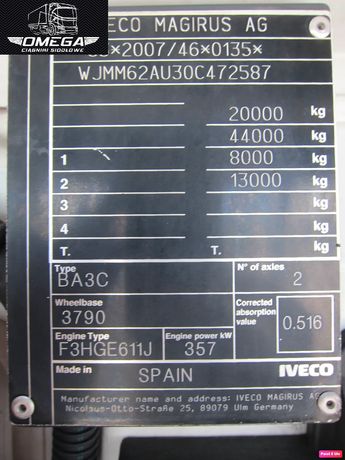 OMEGA
CIĄGNIKI SIODŁOWE
IVECO MAGIRUS AG
*2007/46*0135*
WJMM62AU30C472587
20000 kg
44000 kg
1 8000 kg
2 13000 kg
3 kg
4 kg
T. T. kg
Type
BA3C
N° of axles
2
Wheelbase
3790
Corrected absorption value
0.516
Engine Type
F3HGE611J
Engine power kW
357
Made in
SPAIN
IVECO
Manufacturer name and address: IVECO MAGIRUS AG
Nicolaus-Otto-Straße 25, 89079 Ulm Germany